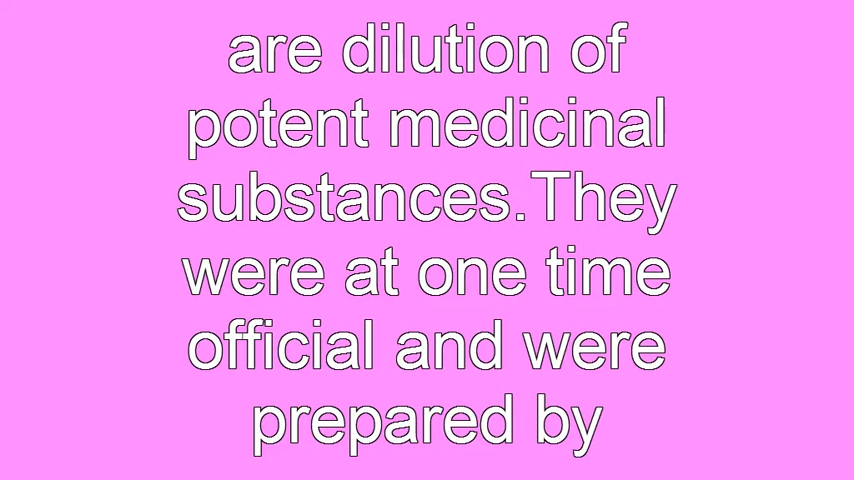 are dilution of
potent medicinal
substances.They
were at one time
official and were
prepared by